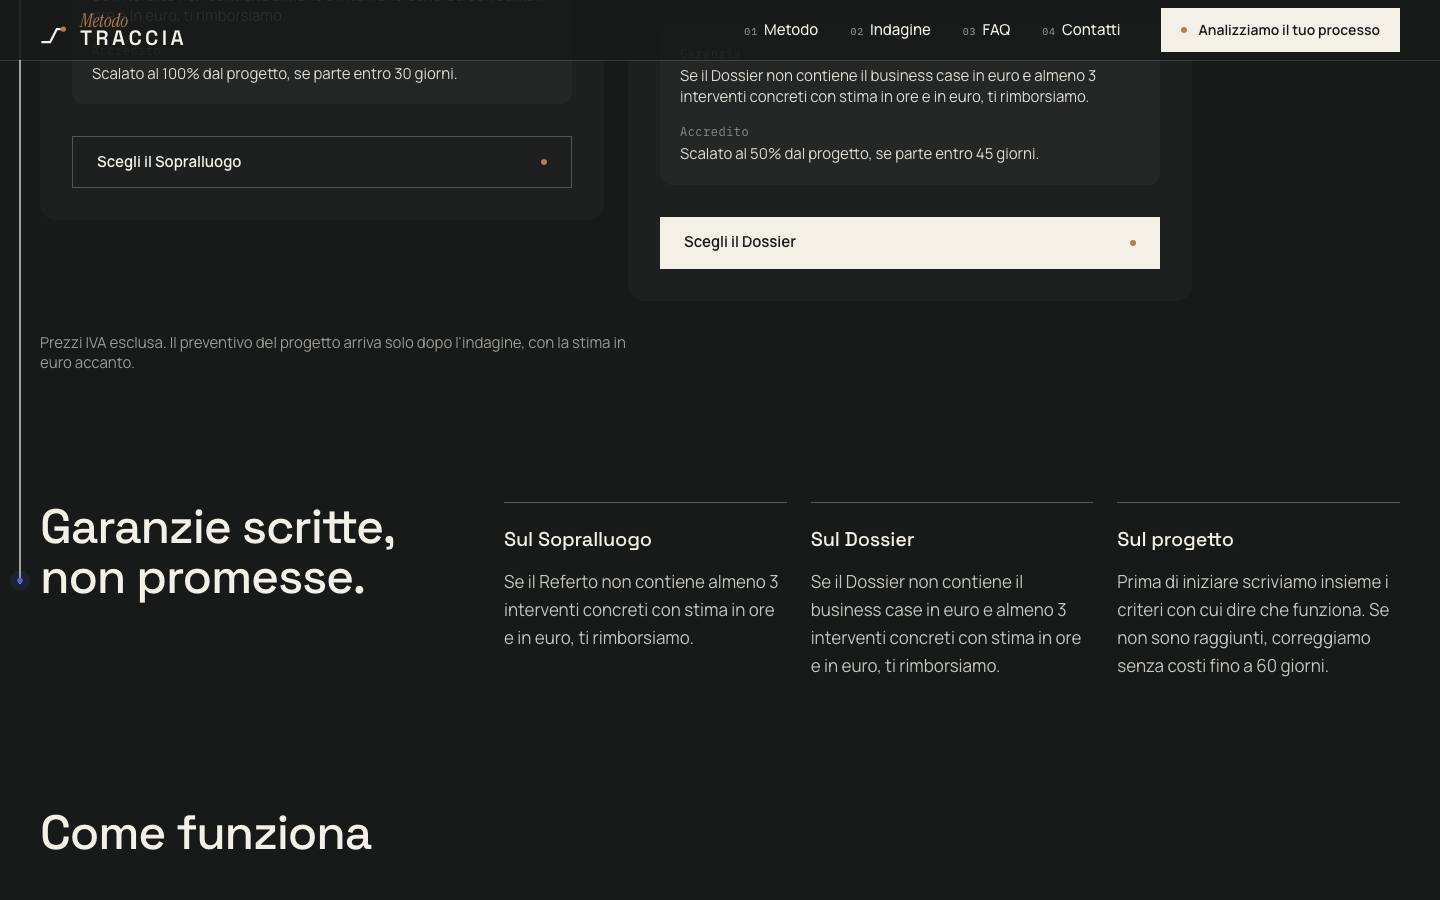 Metodo
TRACCIA
01 Metodo
02 Indagine
03 FAQ
04 Contatti
Analizziamo il tuo processo
Scalato al 100% dal progetto, se parte entro 30 giorni.
Scegli il Sopralluogo
Garanzia
Se il Dossier non contiene il business case in euro e almeno 3
interventi concreti con stima in ore e in euro, ti rimborsiamo.
Accredito
Scalato al 50% dal progetto, se parte entro 45 giorni.
Scegli il Dossier
Prezzi IVA esclusa. Il preventivo del progetto arriva solo dopo l'indagine, con la stima in
euro accanto.
Garanzie scritte,
non promesse.
Sul Sopralluogo
Se il Referto non contiene almeno 3
interventi concreti con stima in ore
e in euro, ti rimborsiamo.
Sul Dossier
Se il Dossier non contiene il
business case in euro e almeno 3
interventi concreti con stima in ore
e in euro, ti rimborsiamo.
Sul progetto
Prima di iniziare scriviamo insieme i
criteri con cui dire che funziona. Se
non sono raggiunti, correggiamo
senza costi fino a 60 giorni.
Come funziona